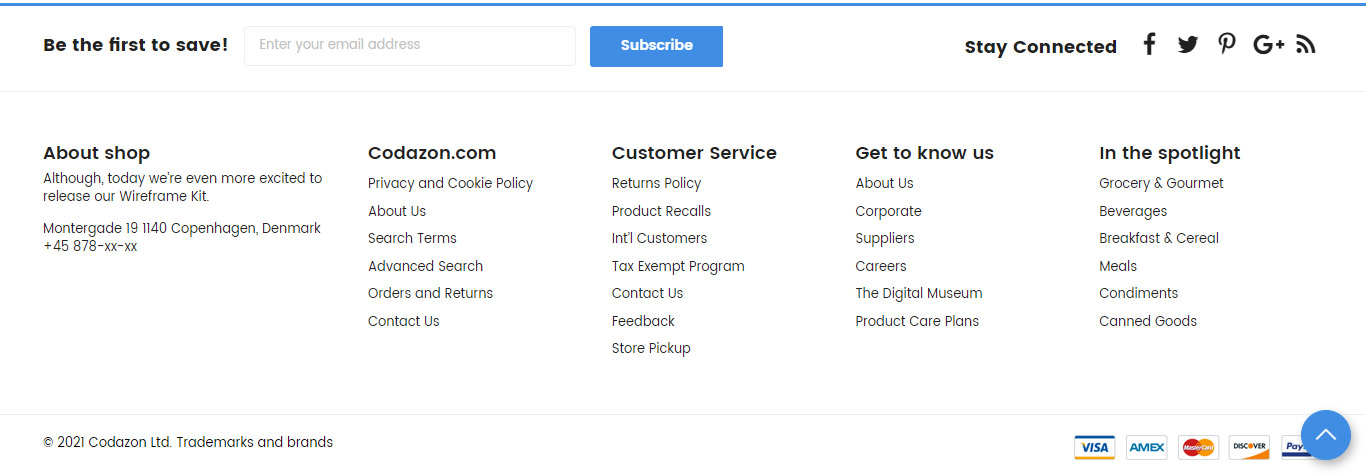 Be the first to save!
Enter your email address
Subscribe
Stay Connected
About shop
Although, today we're even more excited to
release our Wireframe Kit.
Montergade 19 1140 Copenhagen, Denmark
+45 878-xx-xx
Codazon.com
Privacy and Cookie Policy
About Us
Search Terms
Advanced Search
Orders and Returns
Contact Us
Customer Service
Returns Policy
Product Recalls
Int'l Customers
Tax Exempt Program
Contact Us
Feedback
Store Pickup
Get to know us
About Us
Corporate
Suppliers
Careers
The Digital Museum
Product Care Plans
In the spotlight
Grocery & Gourmet
Beverages
Breakfast & Cereal
Meals
Condiments
Canned Goods
© 2021 Codazon Ltd. Trademarks and brands
VISA
AMEX
MasterCard
DISCOVER
Pay